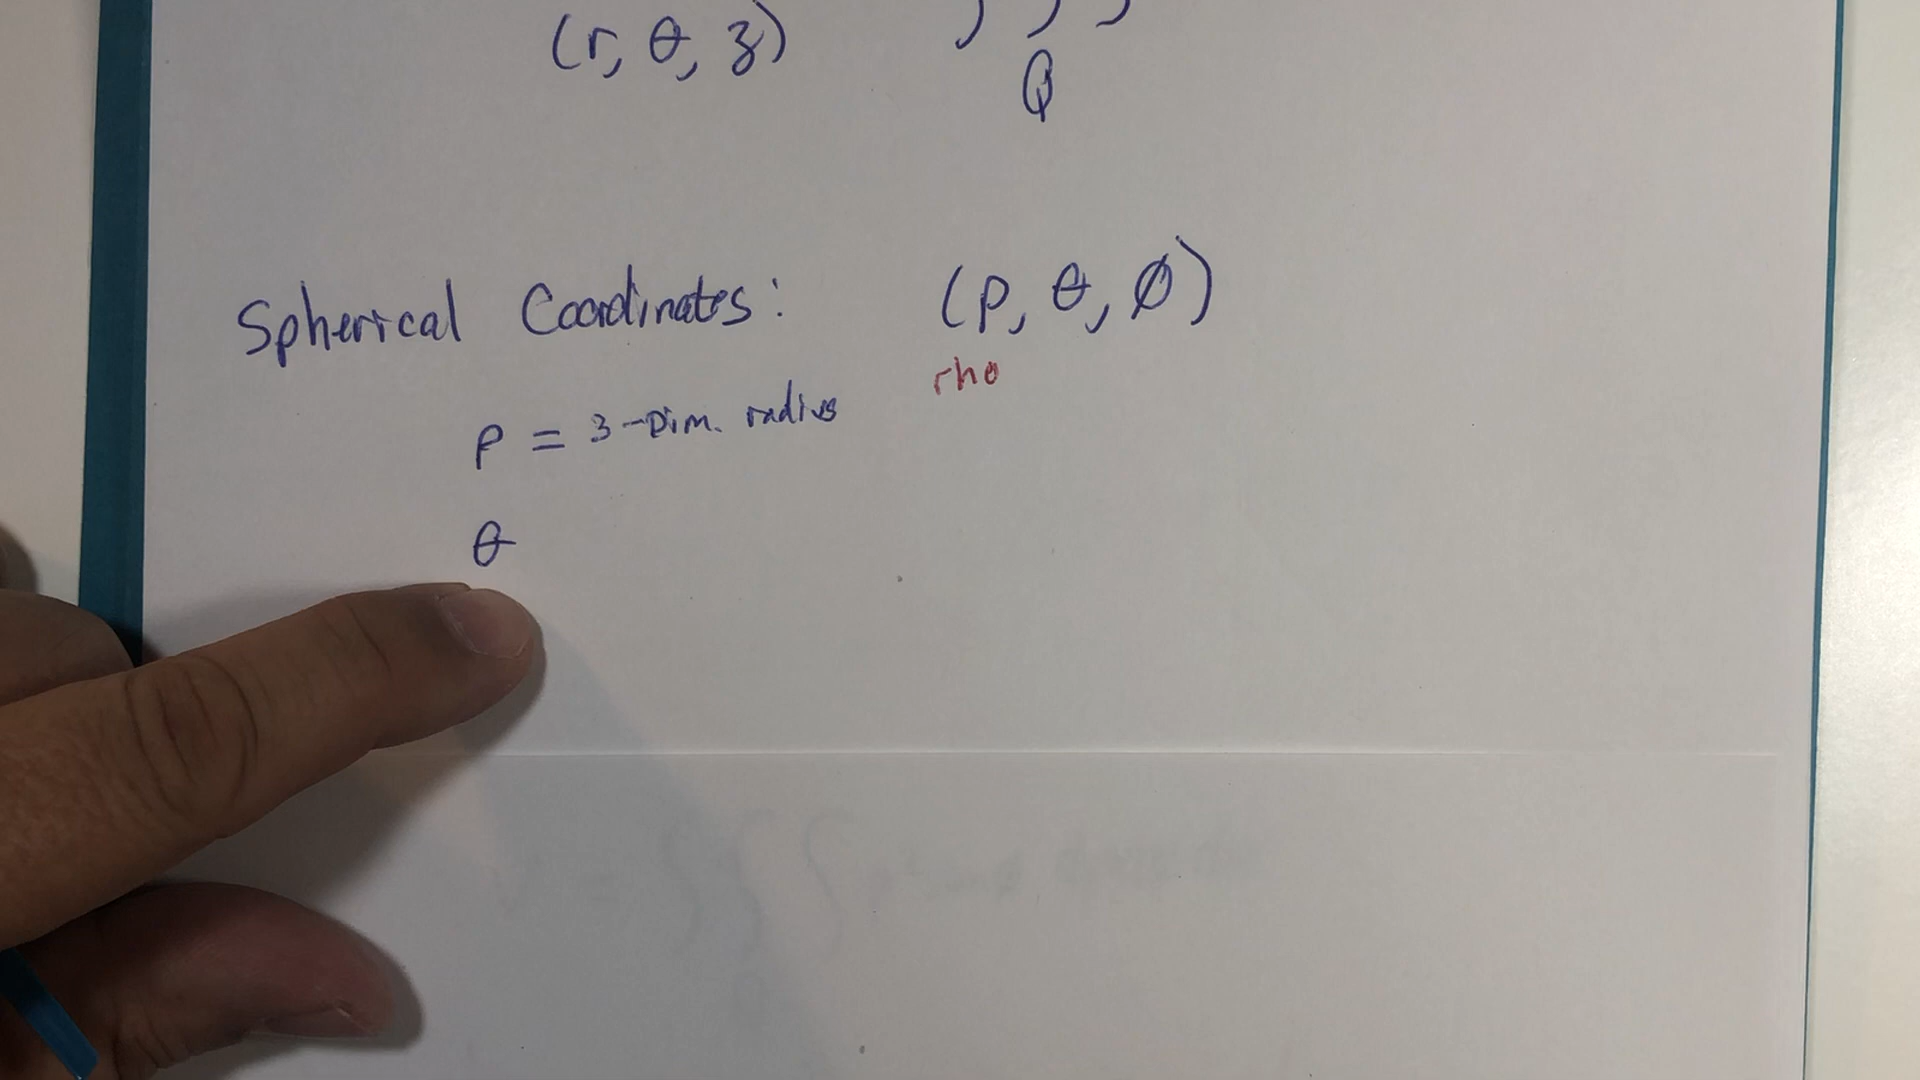 (r, θ, z)
Q
Spherical Coordinates: (ρ, θ, Ø)
rho
ρ = 3-Dim. radius
θ